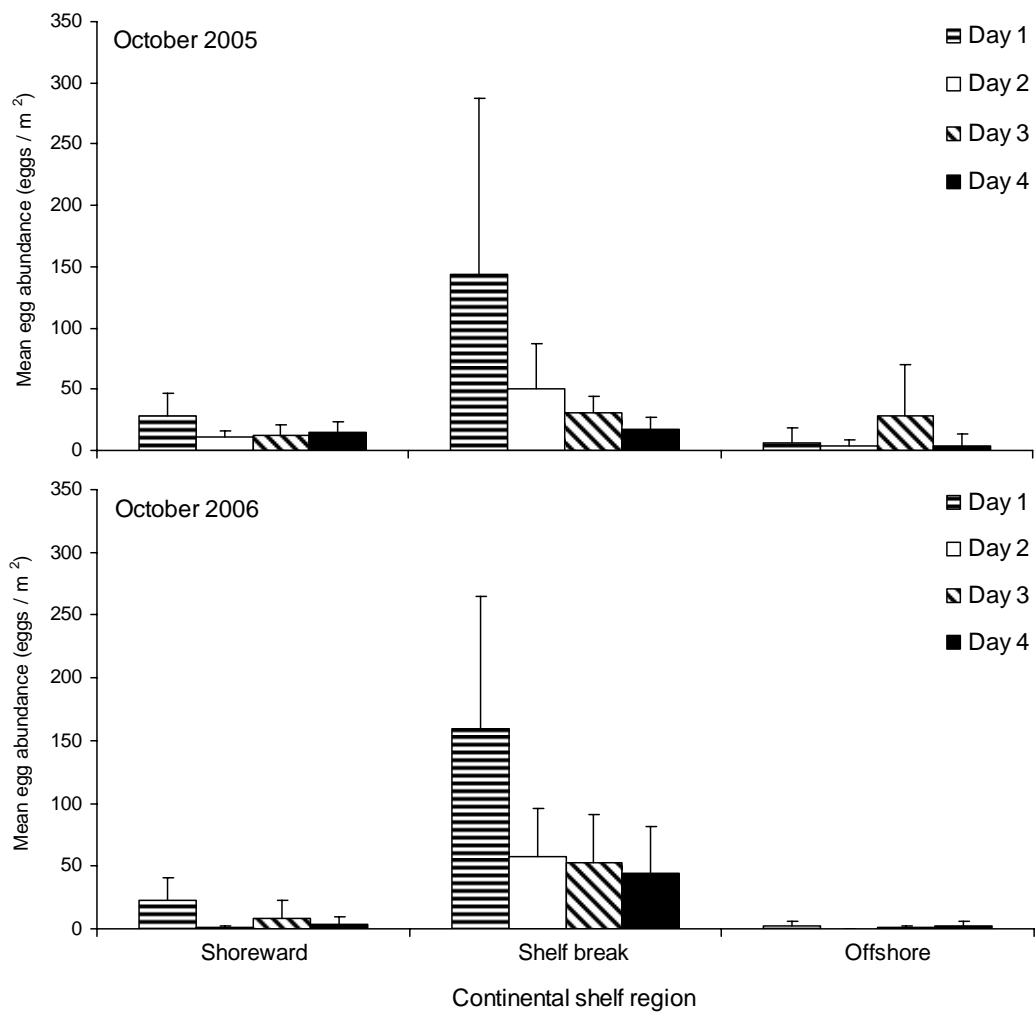 October 2005
Day 1
Day 2
Day 3
Day 4
Mean egg abundance (eggs / m ²)
350
300
250
200
150
100
50
0
October 2006
Day 1
Day 2
Day 3
Day 4
Mean egg abundance (eggs / m ²)
350
300
250
200
150
100
50
0
Shoreward Shelf break Offshore
Continental shelf region